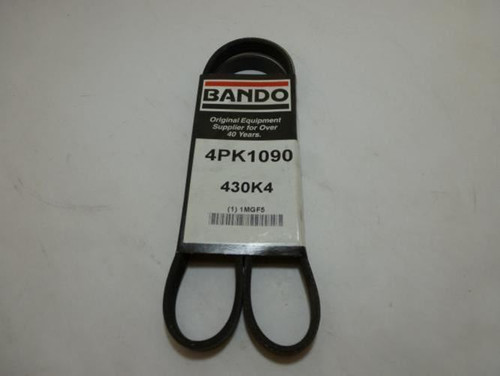 BANDO
Original Equipment
Supplier for Over
40 Years.
4PK1090
430K4
(1) 1MGF5